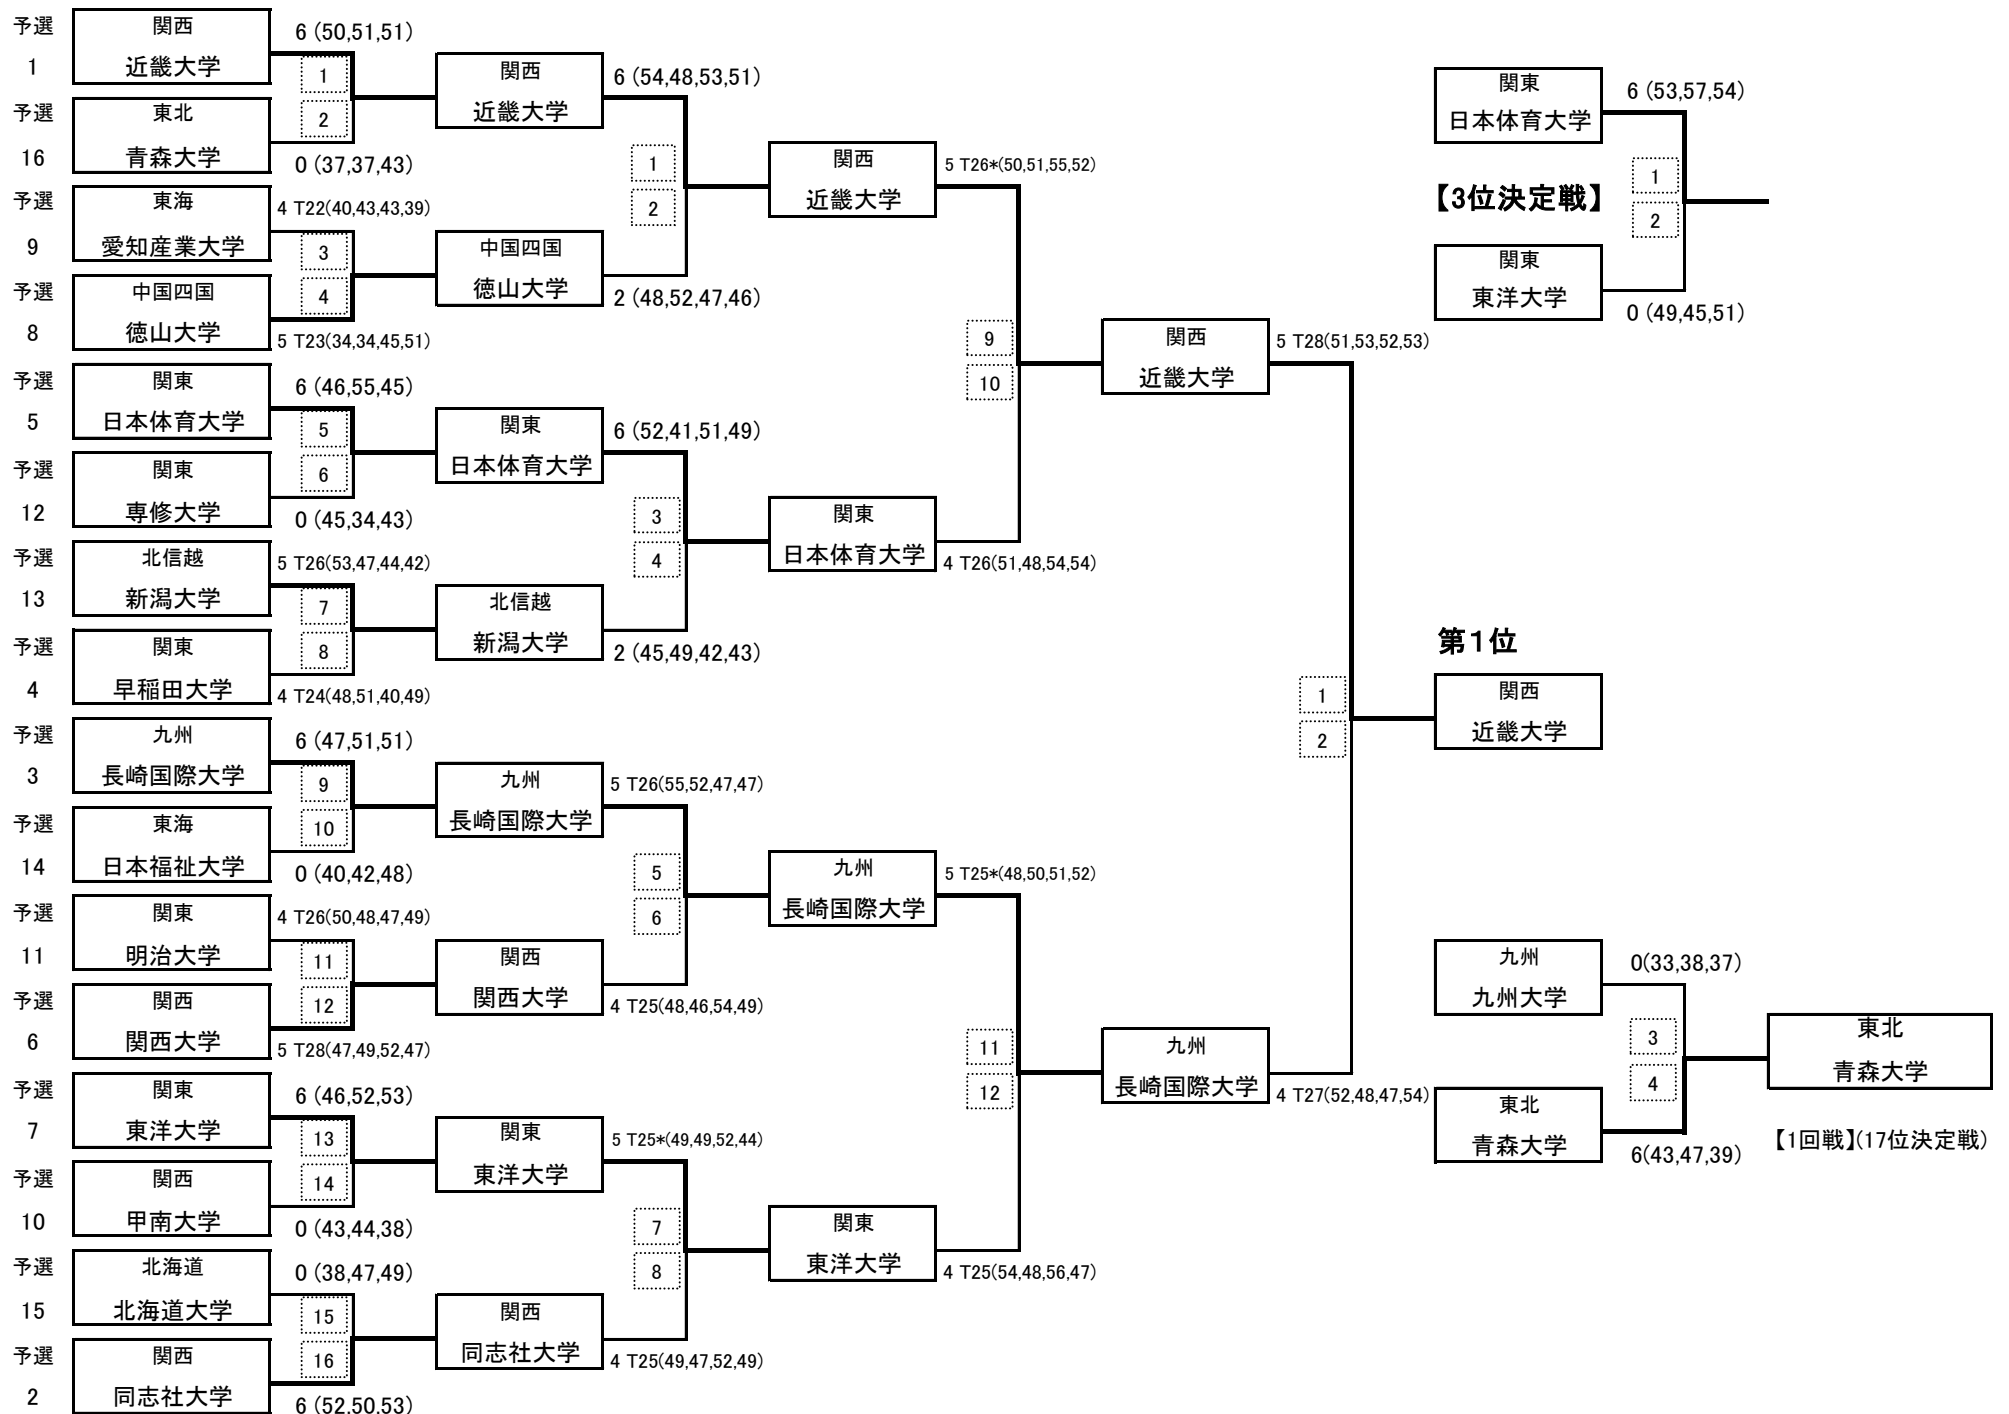 予選
1
関西
近畿大学
6 (50,51,51)
1
2
予選
16
東北
青森大学
0 (37,37,43)
予選
9
東海
愛知産業大学
4 T22(40,43,43,39)
3
4
予選
8
中国四国
徳山大学
5 T23(34,34,45,51)
予選
5
関東
日本体育大学
6 (46,55,45)
5
6
予選
12
関東
専修大学
0 (45,34,43)
予選
13
北信越
新潟大学
5 T26(53,47,44,42)
7
8
予選
4
関東
早稲田大学
4 T24(48,51,40,49)
予選
3
九州
長崎国際大学
6 (47,51,51)
9
10
予選
14
東海
日本福祉大学
0 (40,42,48)
予選
11
関東
明治大学
4 T26(50,48,47,49)
11
12
予選
6
関西
関西大学
5 T28(47,49,52,47)
予選
7
関東
東洋大学
6 (46,52,53)
13
14
予選
10
関西
甲南大学
0 (43,44,38)
予選
15
北海道
北海道大学
0 (38,47,49)
15
16
予選
2
関西
同志社大学
6 (52,50,53)
関西
近畿大学
6 (54,48,53,51)
1
2
中国四国
徳山大学
2 (48,52,47,46)
関東
日本体育大学
6 (52,41,51,49)
3
4
北信越
新潟大学
2 (45,49,42,43)
九州
長崎国際大学
5 T26(55,52,47,47)
5
6
関西
関西大学
4 T25(48,46,54,49)
関東
東洋大学
5 T25*(49,49,52,44)
7
8
関西
同志社大学
4 T25(49,47,52,49)
関西
近畿大学
5 T26*(50,51,55,52)
9
10
関東
日本体育大学
4 T26(51,48,54,54)
九州
長崎国際大学
5 T25*(48,50,51,52)
11
12
関東
東洋大学
4 T25(54,48,56,47)
関西
近畿大学
5 T28(51,53,52,53)
1
2
九州
長崎国際大学
4 T27(52,48,47,54)
関東
日本体育大学
6 (53,57,54)
【3位決定戦】
1
2
関東
東洋大学
0 (49,45,51)
第1位
関西
近畿大学
九州
九州大学
0(33,38,37)
3
4
東北
青森大学
6(43,47,39)
東北
青森大学
【1回戦】(17位決定戦)